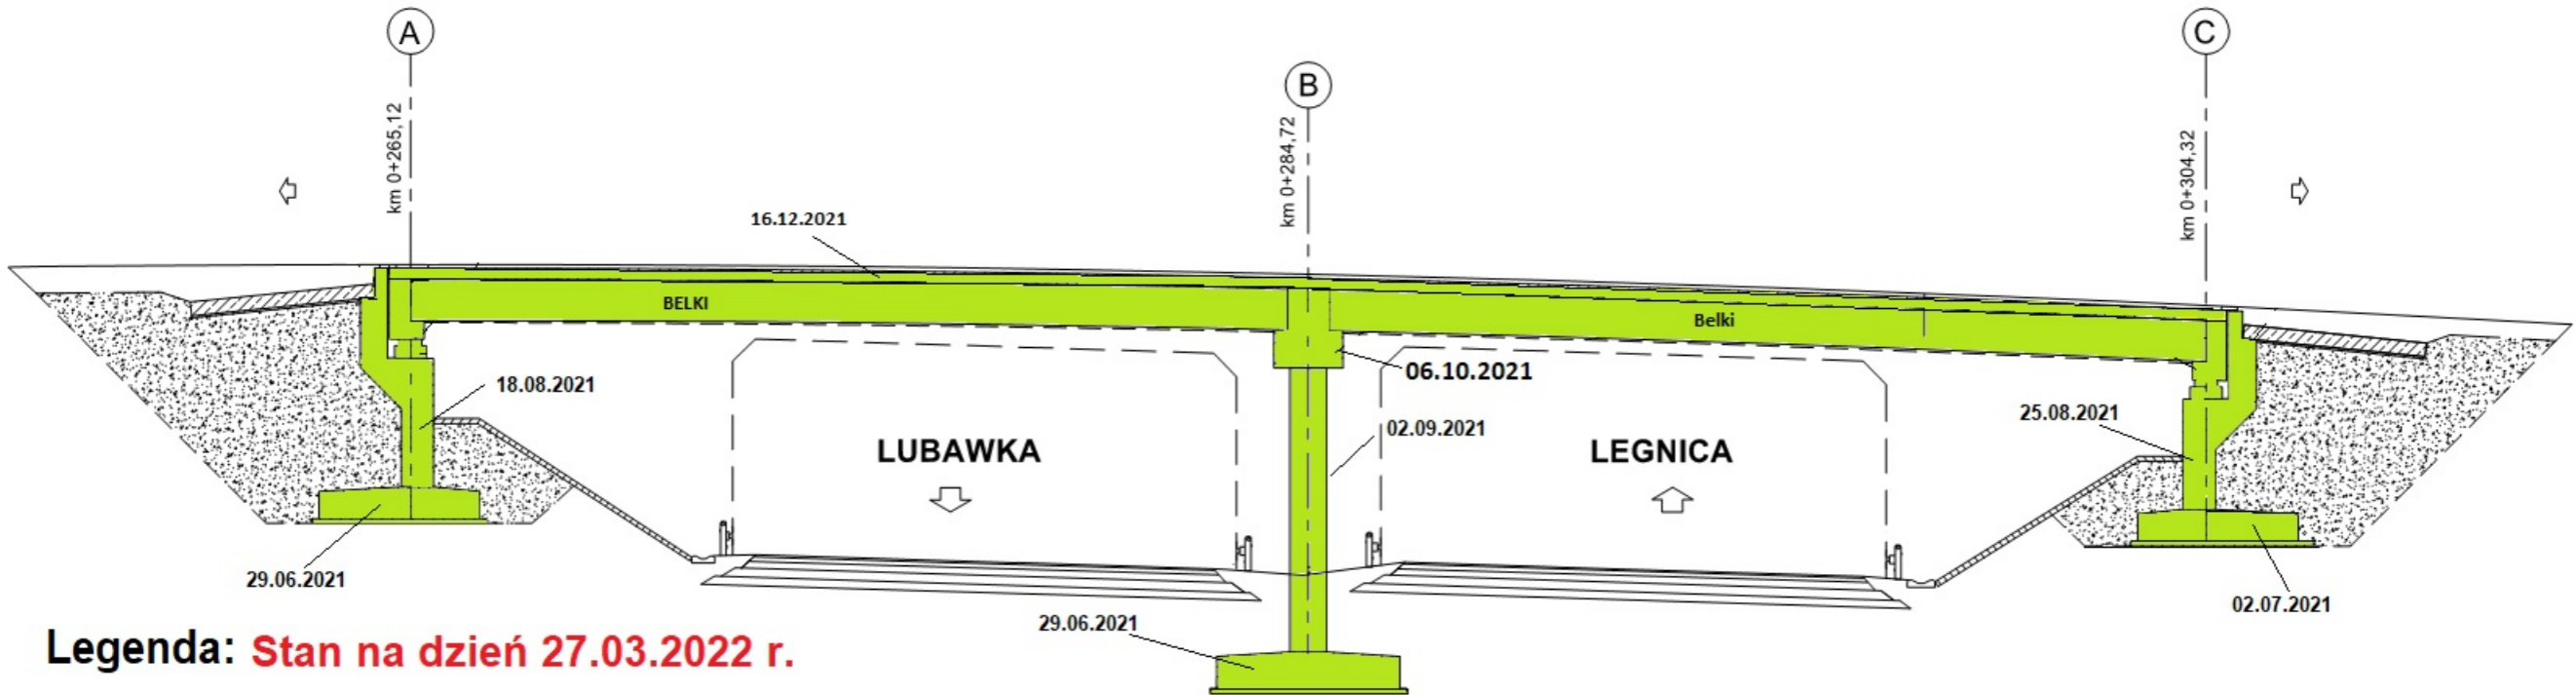 A
B
C
km 0+265,12
km 0+284,72
km 0+304,32
16.12.2021
BELKI
Belki
18.08.2021
06.10.2021
02.09.2021
25.08.2021
LUBAWKA
LEGNICA
29.06.2021
29.06.2021
02.07.2021
Legenda: Stan na dzień 27.03.2022 r.